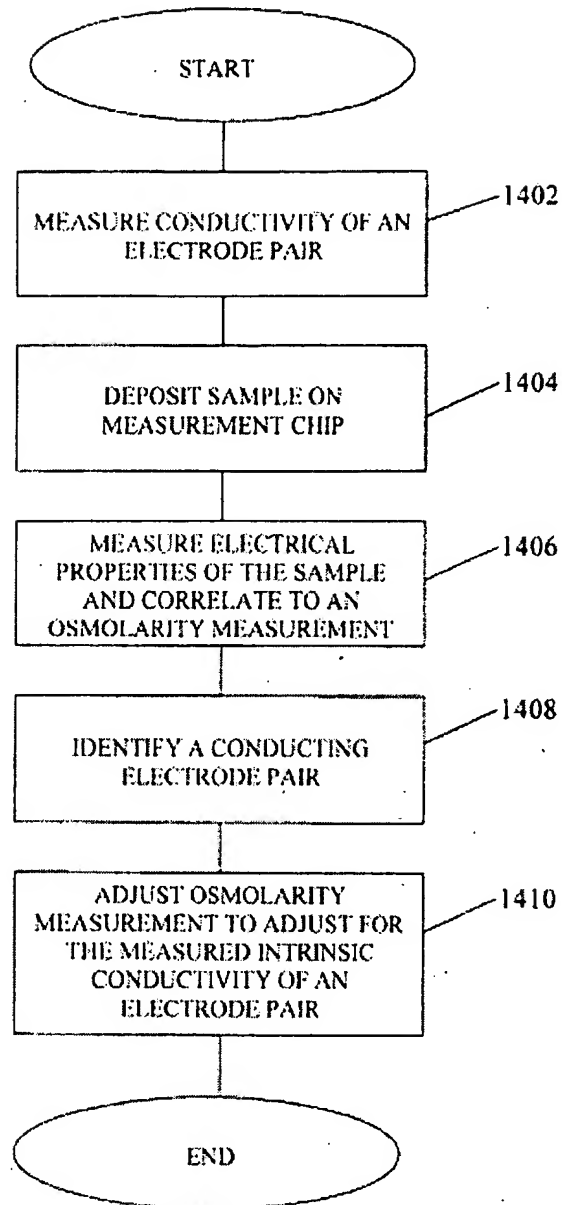 START
MEASURE CONDUCTIVITY OF AN
ELECTRODE PAIR
1402
DEPOSIT SAMPLE ON
MEASUREMENT CHIP
1404
MEASURE ELECTRICAL
PROPERTIES OF THE SAMPLE
AND CORRELATE TO AN
OSMOLARITY MEASUREMENT
1406
IDENTIFY A CONDUCTING
ELECTRODE PAIR
1408
ADJUST OSMOLARITY
MEASUREMENT TO ADJUST FOR
THE MEASURED INTRINSIC
CONDUCTIVITY OF AN
ELECTRODE PAIR
1410
END